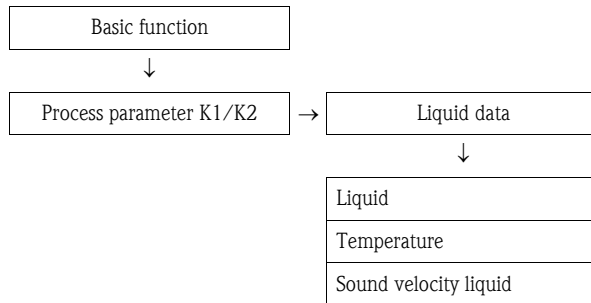 Basic function
↓
Process parameter K1/K2 → Liquid data
↓
Liquid
Temperature
Sound velocity liquid